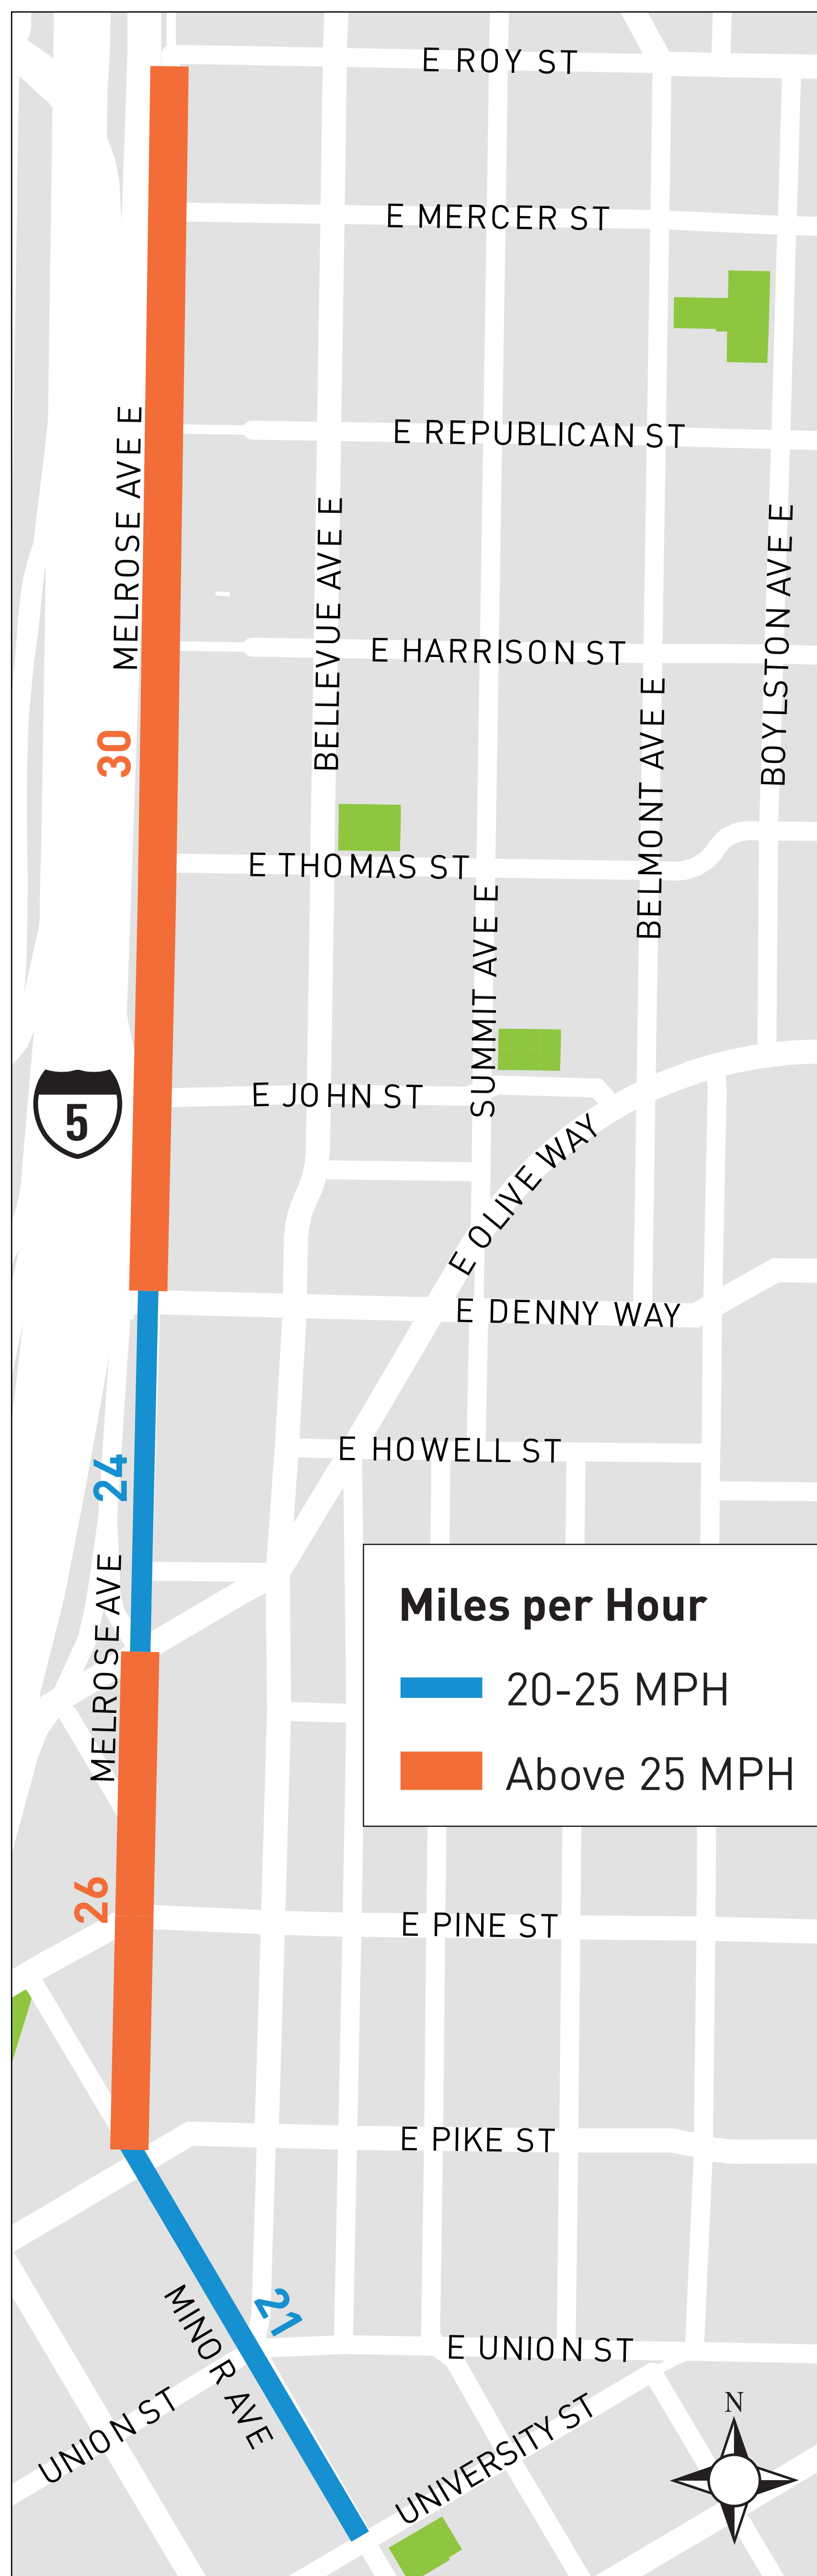 E ROY ST
E MERCER ST
MELROSE AVE E
E REPUBLICAN ST
BELLEVUE AVE E
BOYLSTON AVE E
E HARRISON ST
BELMONT AVE E
30
E THOMAS ST
SUMMIT AVE E
5
E JOHN ST
E OLIVE WAY
E DENNY WAY
E HOWELL ST
24
MELROSE AVE
Miles per Hour
20-25 MPH
Above 25 MPH
26
E PINE ST
E PIKE ST
21
MINOR AVE
E UNION ST
UNION ST
UNIVERSITY ST
N